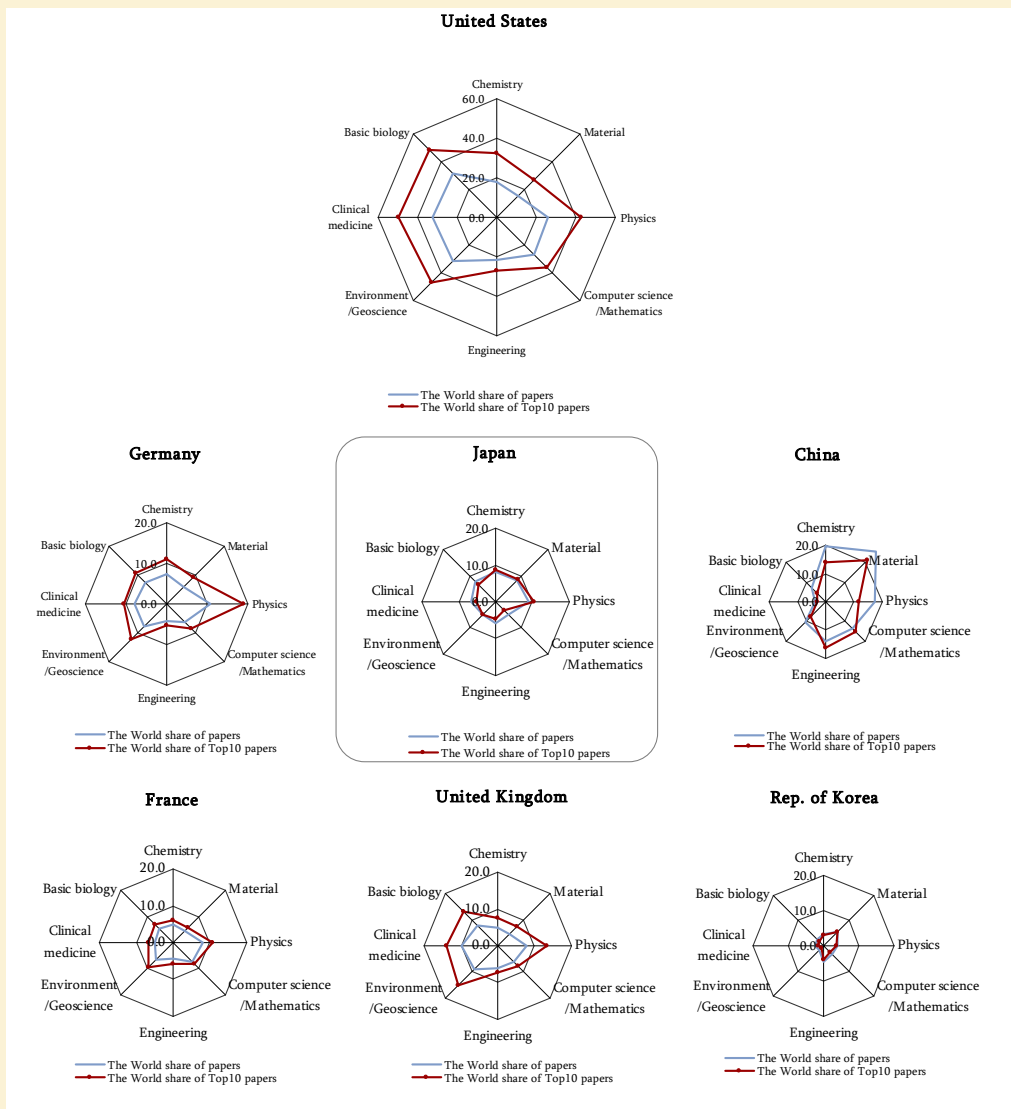 United States
Chemistry
60.0
Basic biology
40.0
Material
20.0
Clinical
medicine
0.0
Physics
Environment
/Geoscience
Computer science
/Mathematics
Engineering
The World share of papers
The World share of Top10 papers
Germany
Chemistry
20.0
Basic biology
Material
10.0
Clinical
medicine
0.0
Physics
Environment
/Geoscience
Computer science
/Mathematics
Engineering
The World share of papers
The World share of Top10 papers
Japan
Chemistry
20.0
Basic biology
Material
10.0
Clinical
medicine
0.0
Physics
Environment
/Geoscience
Computer science
/Mathematics
Engineering
The World share of papers
The World share of Top10 papers
China
Chemistry
20.0
Basic biology
Material
10.0
Clinical
medicine
0.0
Physics
Environment
/Geoscience
Computer science
/Mathematics
Engineering
The World share of papers
The World share of Top10 papers
France
Chemistry
20.0
Basic biology
Material
10.0
Clinical
medicine
0.0
Physics
Environment
/Geoscience
Computer science
/Mathematics
Engineering
The World share of papers
The World share of Top10 papers
United Kingdom
Chemistry
20.0
Basic biology
Material
10.0
Clinical
medicine
0.0
Physics
Environment
/Geoscience
Computer science
/Mathematics
Engineering
The World share of papers
The World share of Top10 papers
Rep. of Korea
Chemistry
20.0
Basic biology
Material
10.0
Clinical
medicine
0.0
Physics
Environment
/Geoscience
Computer science
/Mathematics
Engineering
The World share of papers
The World share of Top10 papers